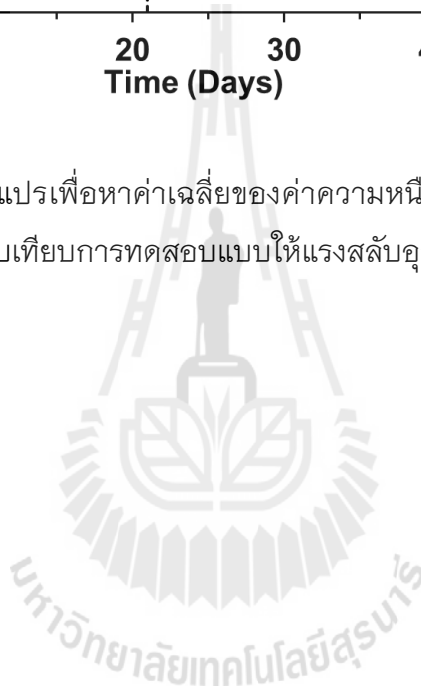 20 30
Time (Days)
แปรเพื่อหาค่าเฉลี่ยของค่าความหนื
บเทียบการทดสอบแบบให้แรงสลับอุ
มหาวิทยาลัยเทคโนโลยีสุรนารี